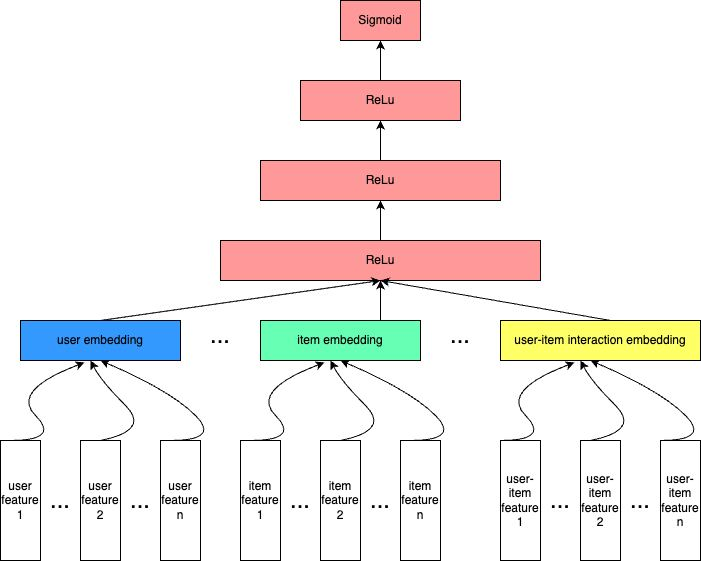 Sigmoid
ReLu
ReLu
ReLu
user embedding
...
item embedding
...
user-item interaction embedding
user
feature
1
...
user
feature
2
...
user
feature
n
item
feature
1
...
item
feature
2
...
item
feature
n
user-
item
feature
1
...
user-
item
feature
2
...
user-
item
feature
n